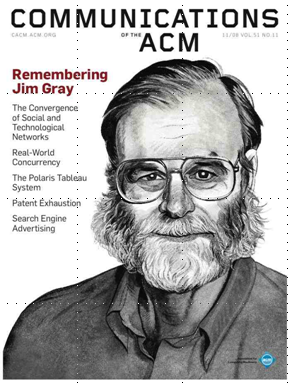 COMMUNICATIONS
CACM.ACM.ORG OF THE ACM 11/08 VOL.51 NO.11
Remembering
Jim Gray
The Convergence
of Social and
Technological
Networks
Real-World
Concurrency
The Polaris Tableau
System
Patent Exhaustion
Search Engine
Advertising